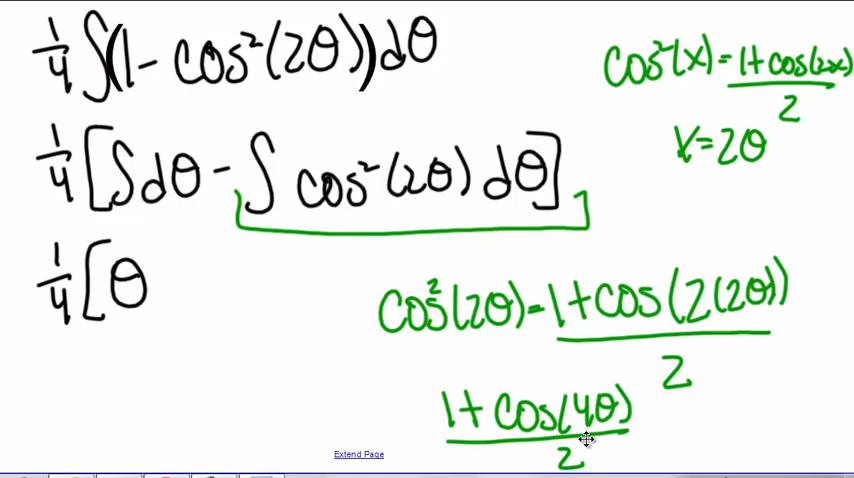 1/4 ∫(1 - cos²(2θ))dθ
cos²(x) = (1+cos(2x))/2
x=2θ
1/4 [∫dθ - ∫ cos²(2θ) dθ]
1/4 [θ
cos²(2θ) = (1+cos(2(2θ)))/2
(1+cos(4θ))/2
Extend Page